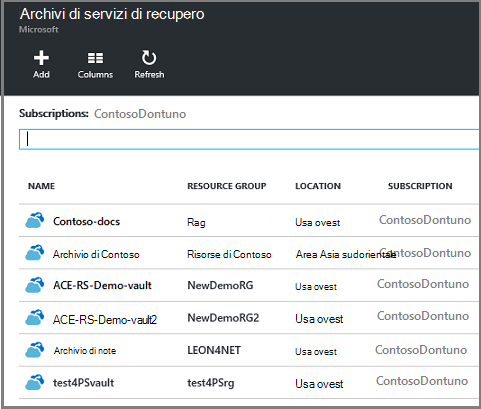 Archivi di servizi di recupero
Microsoft
Add Columns Refresh
Subscriptions: ContosoDontuno
NAME RESOURCE GROUP LOCATION SUBSCRIPTION
Contoso-docs Rag Usa ovest ContosoDontuno
Archivio di Contoso Risorse di Contoso Area Asia sudorientale ContosoDontuno
ACE-RS-Demo-vault NewDemoRG Usa ovest ContosoDontuno
ACE-RS-Demo-vault2 NewDemoRG2 Usa ovest ContosoDontuno
Archivio di note LEON4NET Usa ovest ContosoDontuno
test4PSvault test4PSrg Usa ovest ContosoDontuno